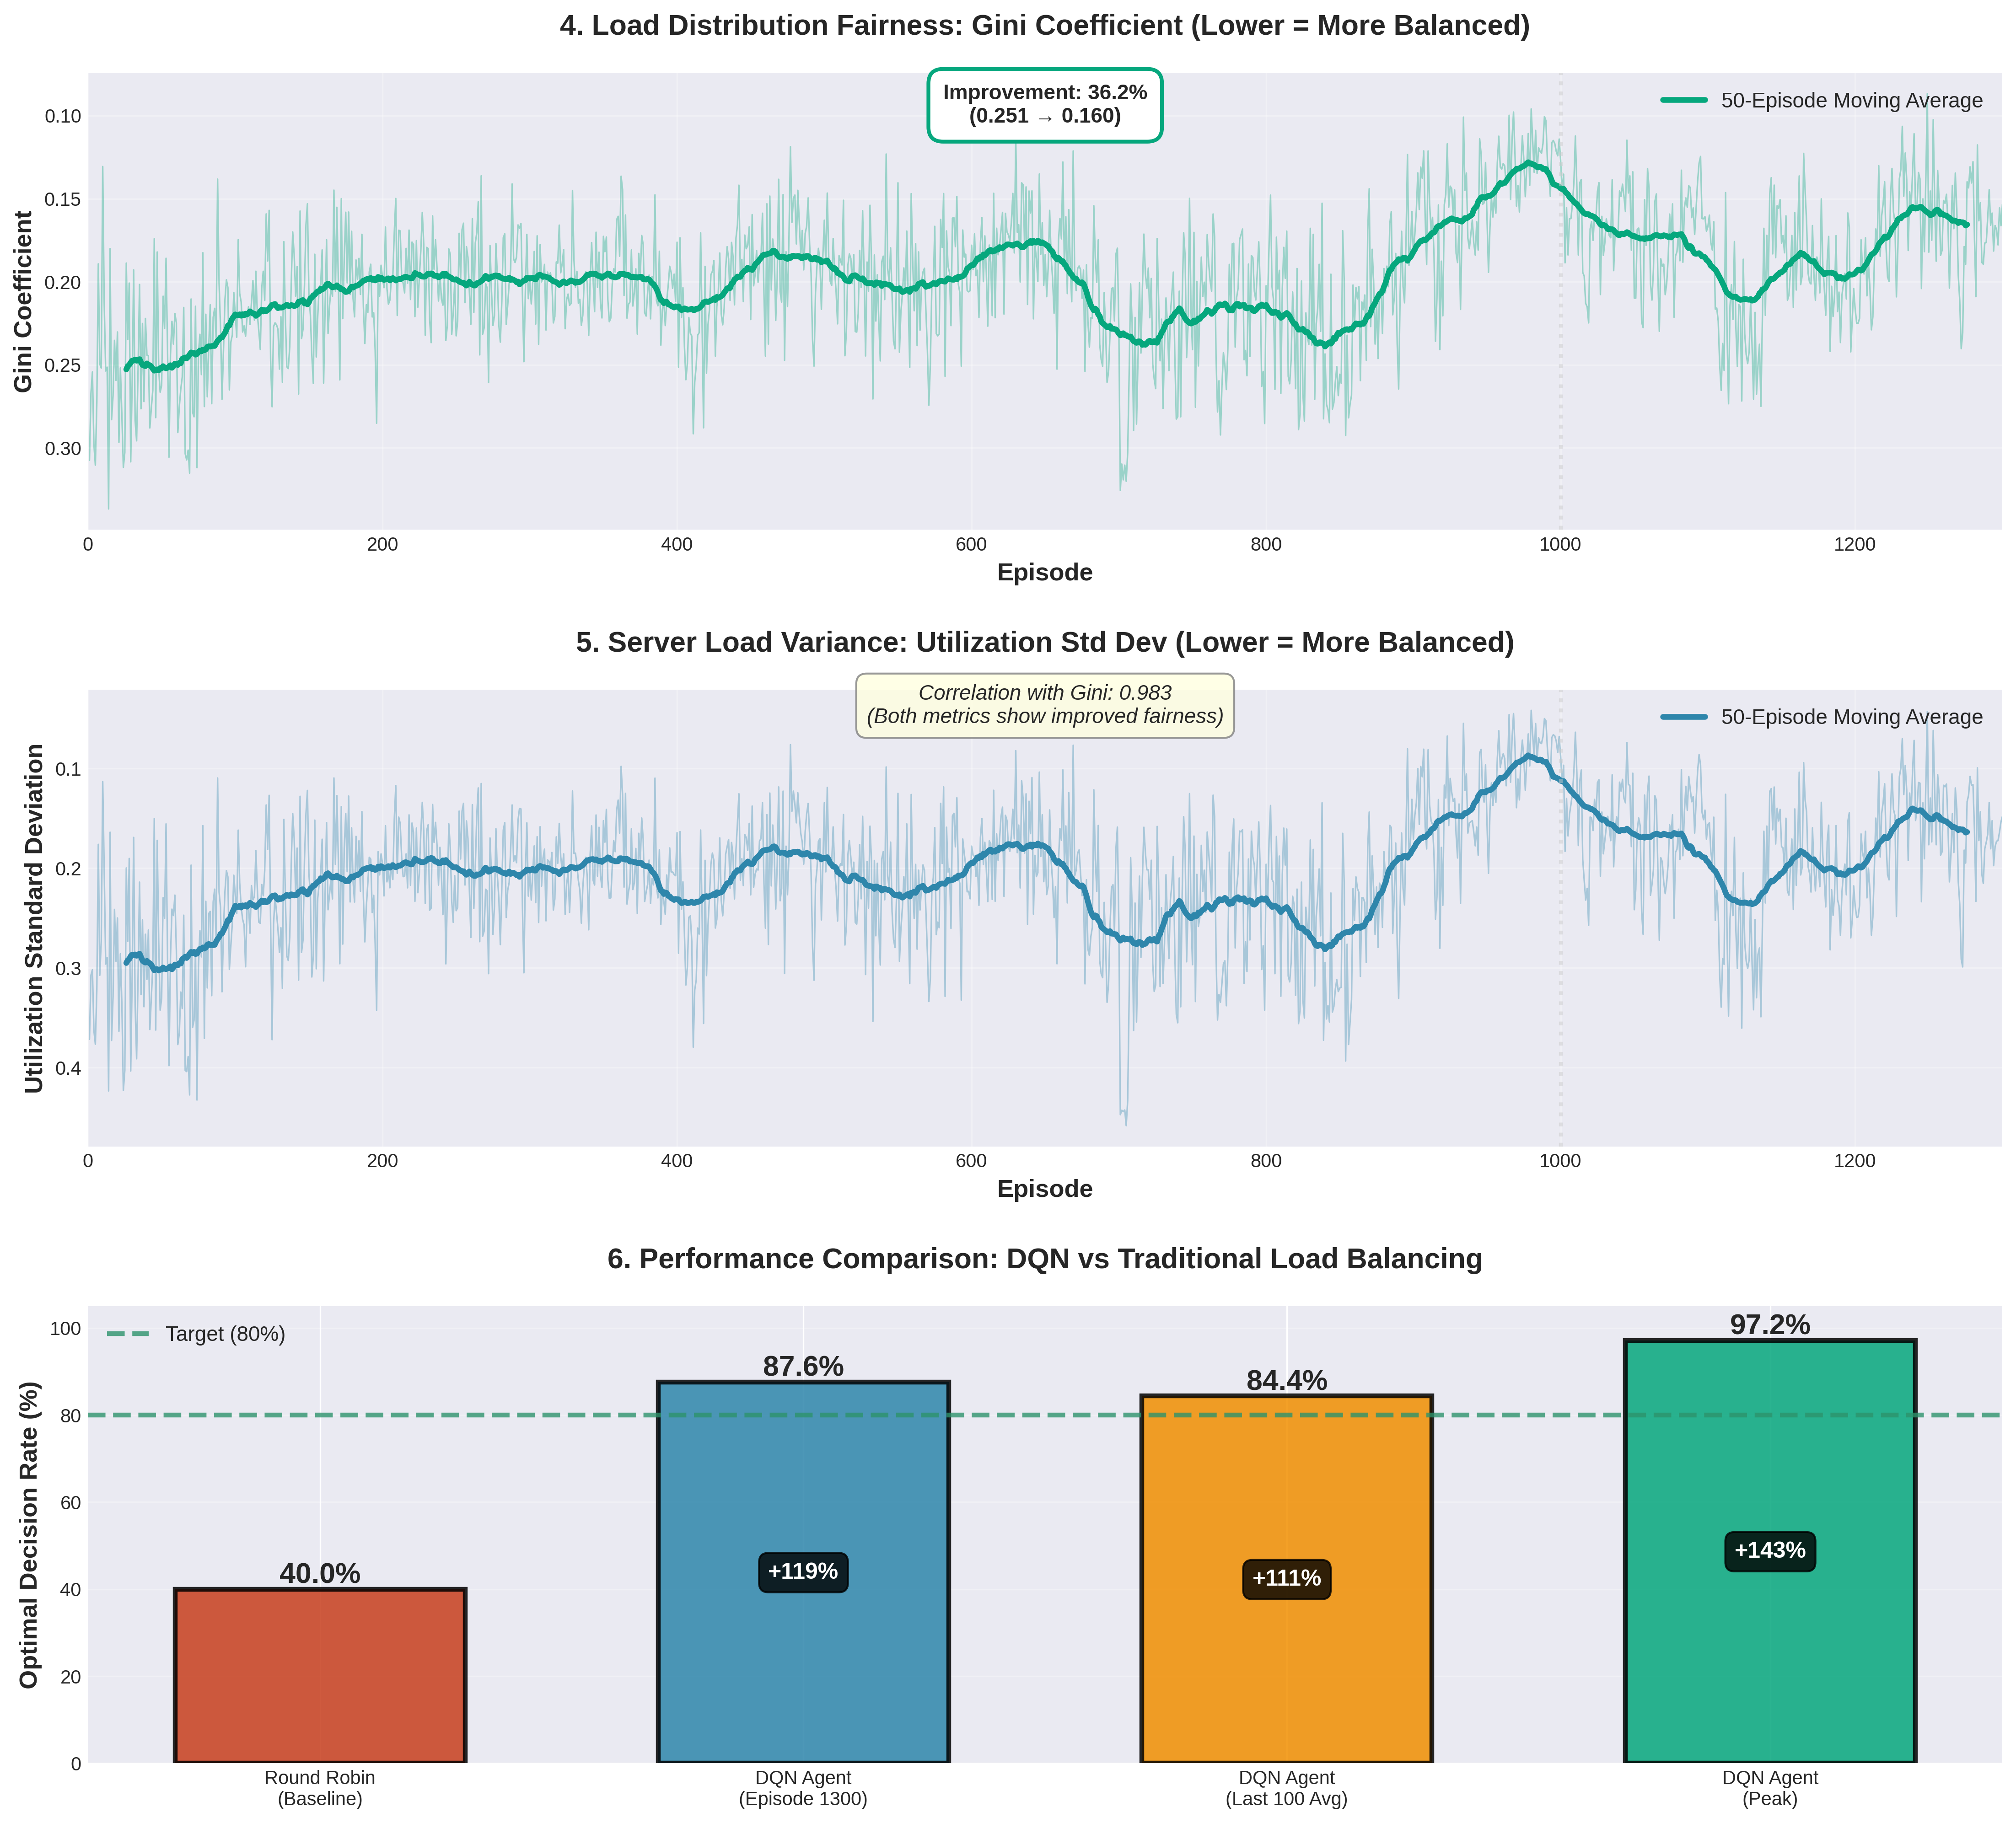 4. Load Distribution Fairness: Gini Coefficient (Lower = More Balanced)
Improvement: 36.2%
(0.251 → 0.160)
50-Episode Moving Average
Gini Coefficient
0.10
0.15
0.20
0.25
0.30
0
200
400
600
800
1000
1200
Episode
5. Server Load Variance: Utilization Std Dev (Lower = More Balanced)
Correlation with Gini: 0.983
(Both metrics show improved fairness)
50-Episode Moving Average
Utilization Standard Deviation
0.1
0.2
0.3
0.4
0
200
400
600
800
1000
1200
Episode
6. Performance Comparison: DQN vs Traditional Load Balancing
Target (80%)
Optimal Decision Rate (%)
100
80
60
40
20
0
40.0%
87.6%
84.4%
97.2%
+119%
+111%
+143%
Round Robin
(Baseline)
DQN Agent
(Episode 1300)
DQN Agent
(Last 100 Avg)
DQN Agent
(Peak)